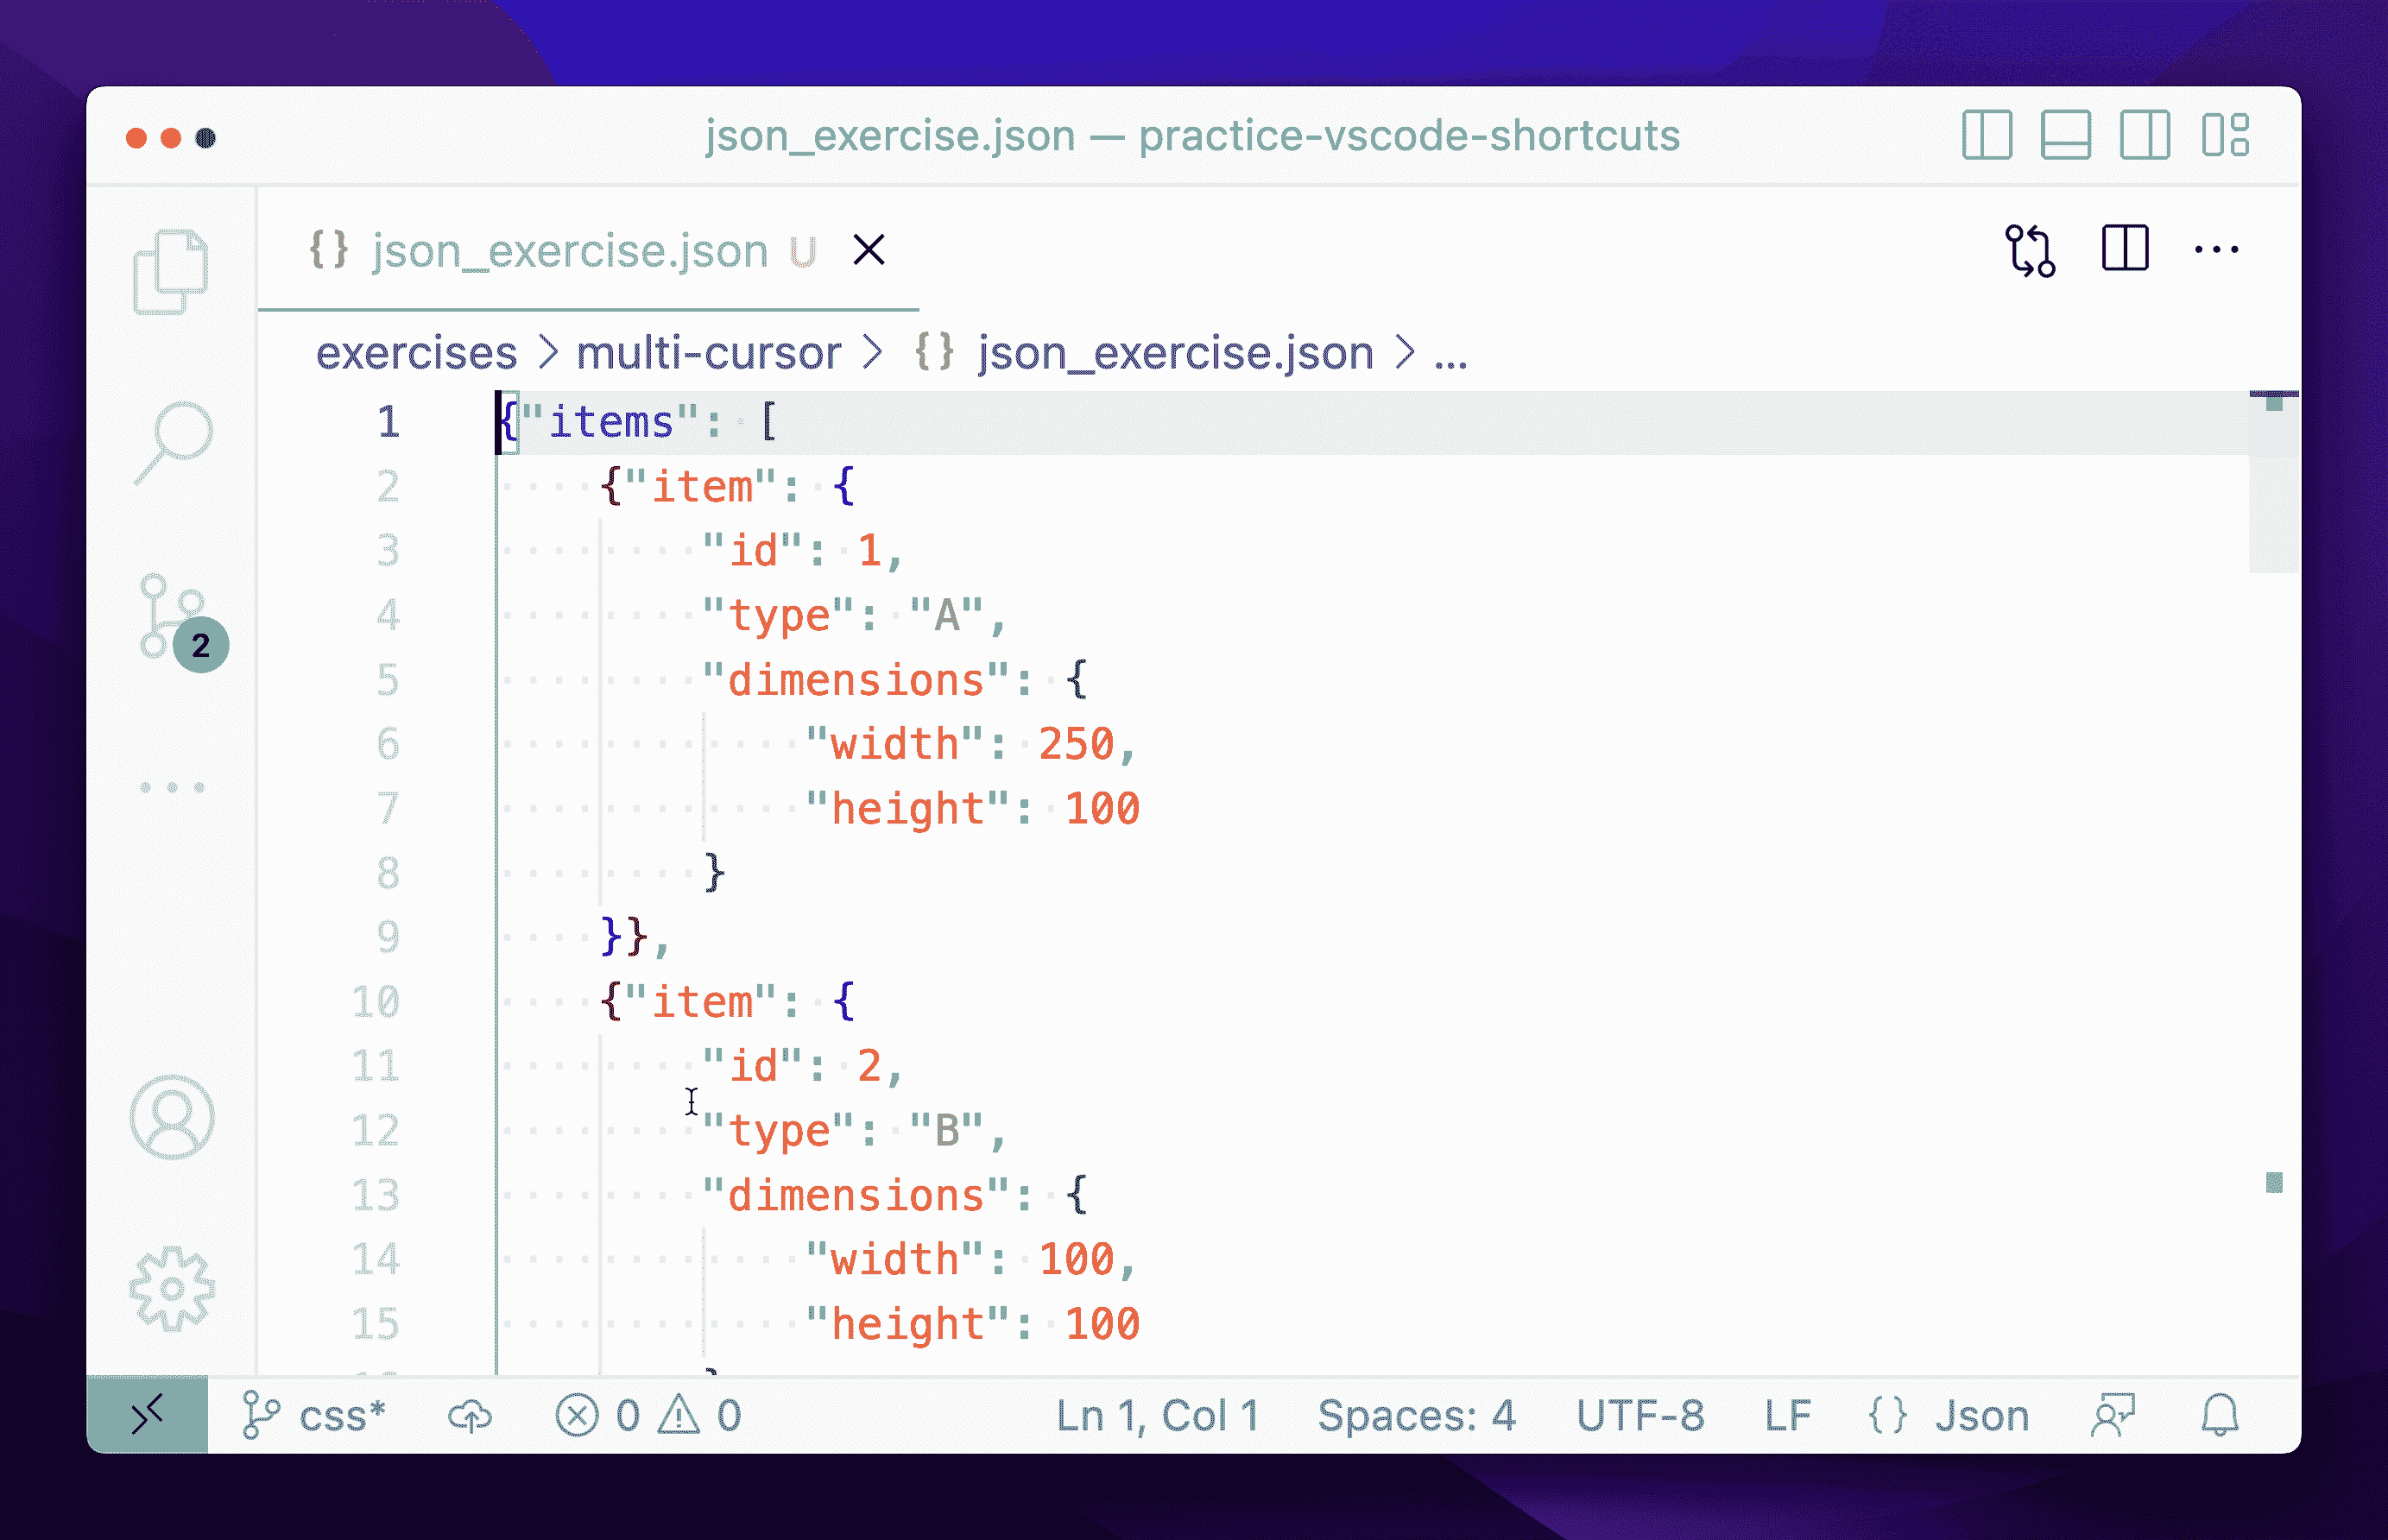 json_exercise.json — practice-vscode-shortcuts
{} json_exercise.json U
exercises > multi-cursor > {} json_exercise.json > ...
1 {"items": [
2 {"item": {
3 "id": 1,
4 "type": "A",
5 "dimensions": {
6 "width": 250,
7 "height": 100
8 }
9 }},
10 {"item": {
11 "id": 2,
2
12 "type": "B",
13 "dimensions": {
14 "width": 100,
15 "height": 100
css* 0 0 Ln 1, Col 1 Spaces: 4 UTF-8 LF {} Json